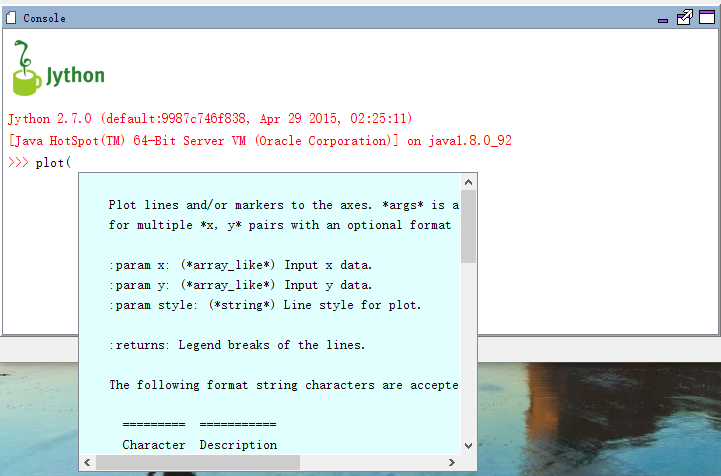 Console
Jython
Jython 2.7.0 (default:9987c746f838, Apr 29 2015, 02:25:11)
[Java HotSpot(TM) 64-Bit Server VM (Oracle Corporation)] on java1.8.0_92
>>> plot(
Plot lines and/or markers to the axes. *args* is a
for multiple *x, y* pairs with an optional format
:param x: (*array_like*) Input x data.
:param y: (*array_like*) Input y data.
:param style: (*string*) Line style for plot.
:returns: Legend breaks of the lines.
The following format string characters are accepte
========= ===========
Character Description